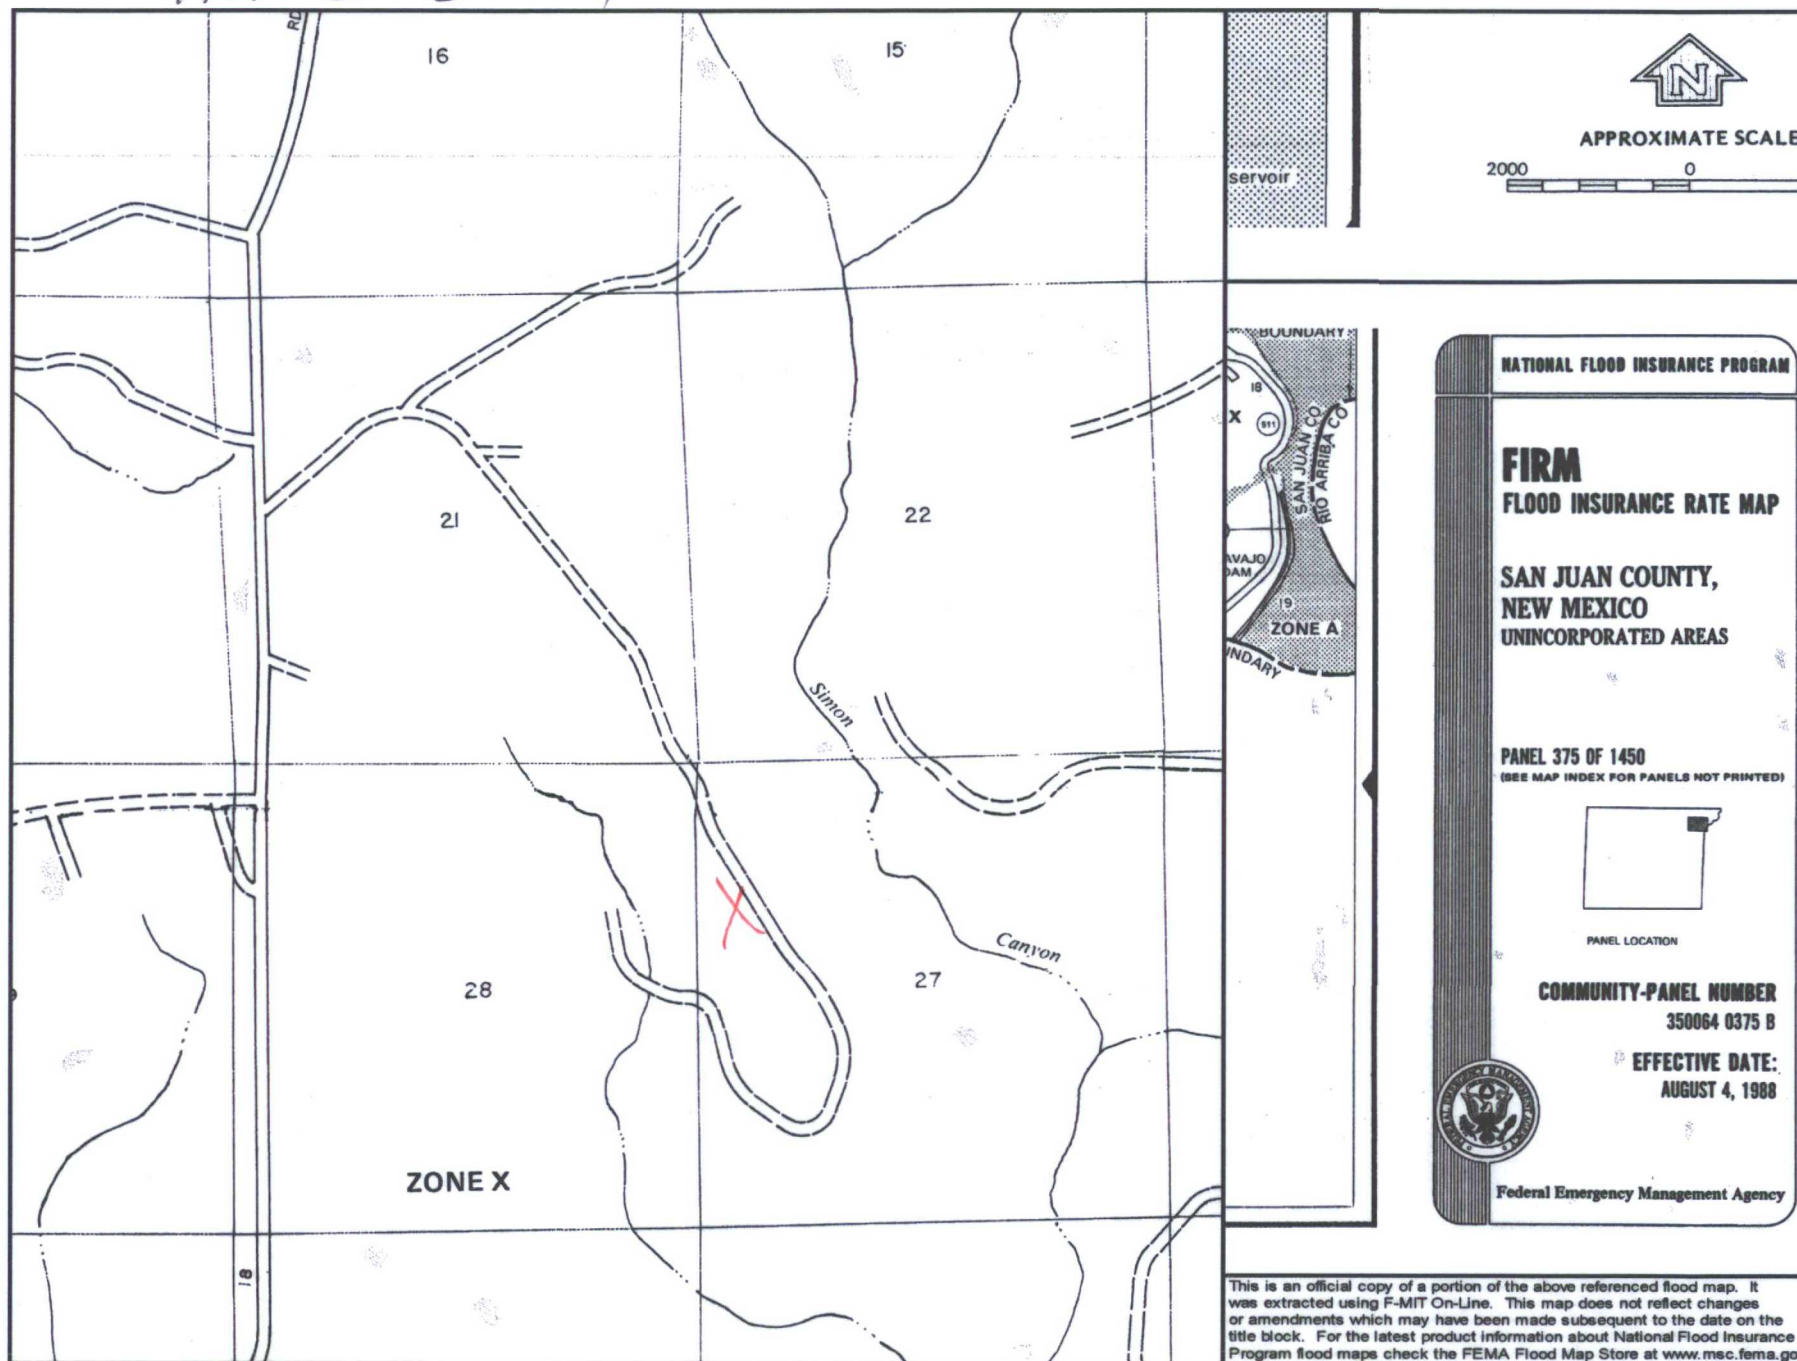 RD
16
15
21
22
Simon
Canyon
28
27
ZONE X
18
servoir
BOUNDARY
18
X
511
SAN JUAN CO
RIO ARRIBA CO
AVAJO
DAM
19
ZONE A
NDARY
N
APPROXIMATE SCALE
2000 0
NATIONAL FLOOD INSURANCE PROGRAM
FIRM
FLOOD INSURANCE RATE MAP
SAN JUAN COUNTY,
NEW MEXICO
UNINCORPORATED AREAS
PANEL 375 OF 1450
(SEE MAP INDEX FOR PANELS NOT PRINTED)
PANEL LOCATION
COMMUNITY-PANEL NUMBER
350064 0375 B
EFFECTIVE DATE:
AUGUST 4, 1988
Federal Emergency Management Agency
This is an official copy of a portion of the above referenced flood map. It
was extracted using F-MIT On-Line. This map does not reflect changes
or amendments which may have been made subsequent to the date on the
title block. For the latest product information about National Flood Insurance
Program flood maps check the FEMA Flood Map Store at www.msc.fema.go